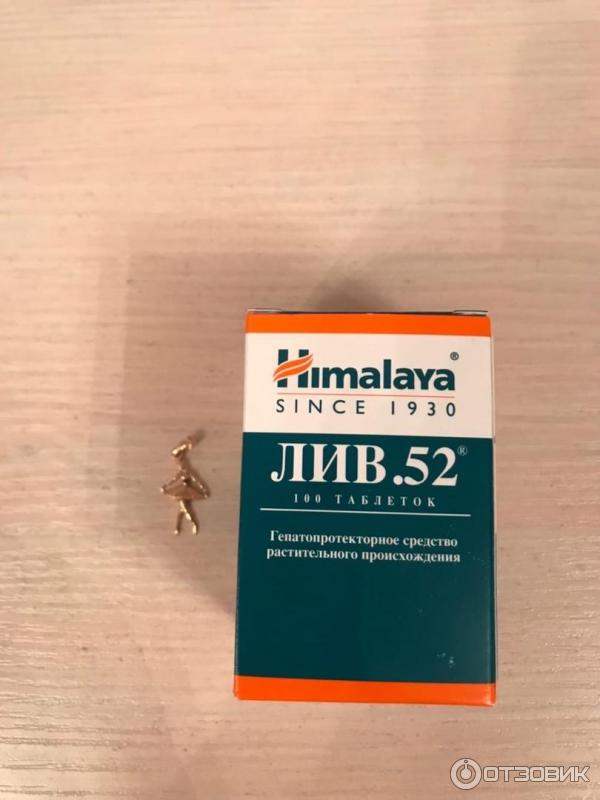 Himalaya®
SINCE 1930
ЛИВ.52®
100 ТАБЛЕТОК
Гепатопротекторное средство
растительного происхождения
ОТЗОВИК